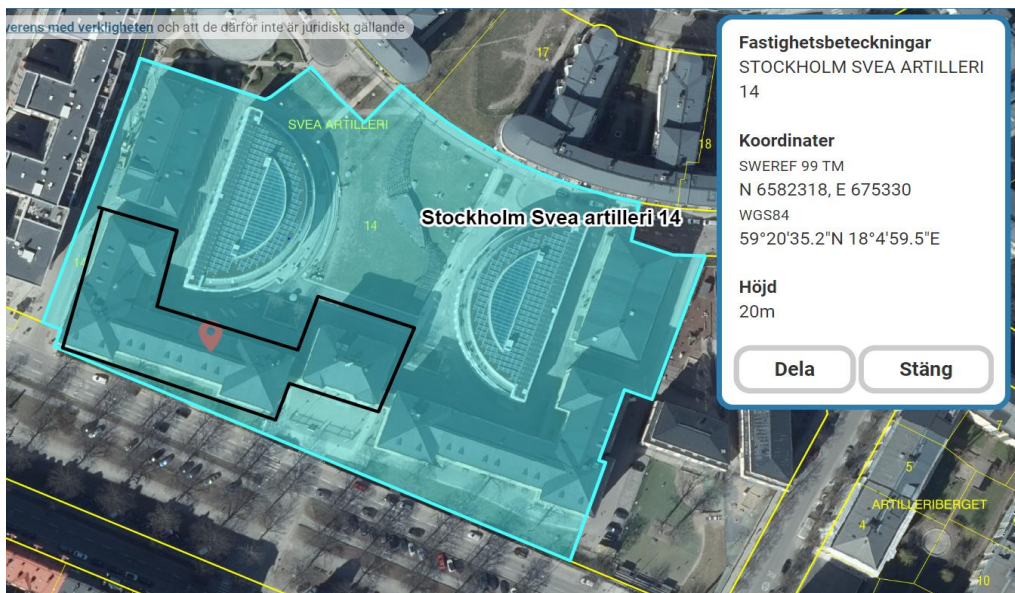 verens med verkligheten och att de därför inte är juridiskt gällande
17
SVEA ARTILLERI
18
14
Stockholm Svea artilleri 14
14
Fastighetsbeteckningar
STOCKHOLM SVEA ARTILLERI
14
Koordinater
SWEREF 99 TM
N 6582318, E 675330
WGS84
59°20'35.2"N 18°4'59.5"E
Höjd
20m
Dela
Stäng
7
5
ARTILLERIBERGET
4
10